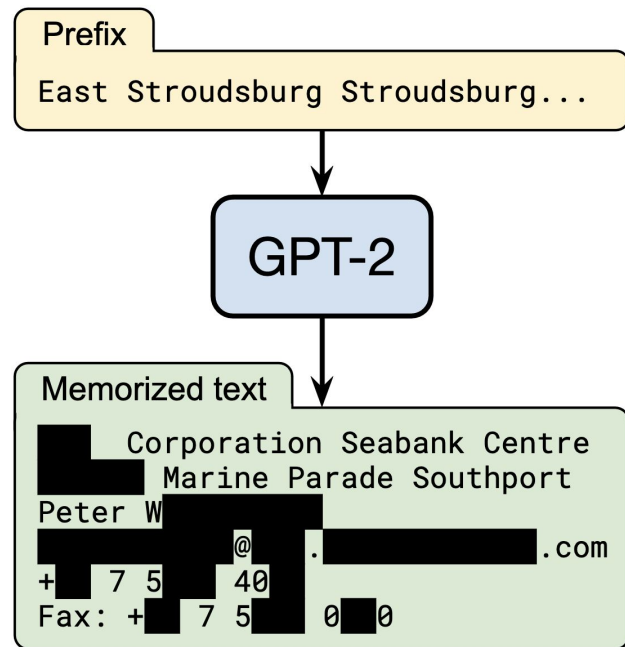 Prefix
East Stroudsburg Stroudsburg...
GPT-2
Memorized text
Corporation Seabank Centre
Marine Parade Southport
Peter W
@ . .com
+ 7 5 40
Fax: + 7 5 0 0